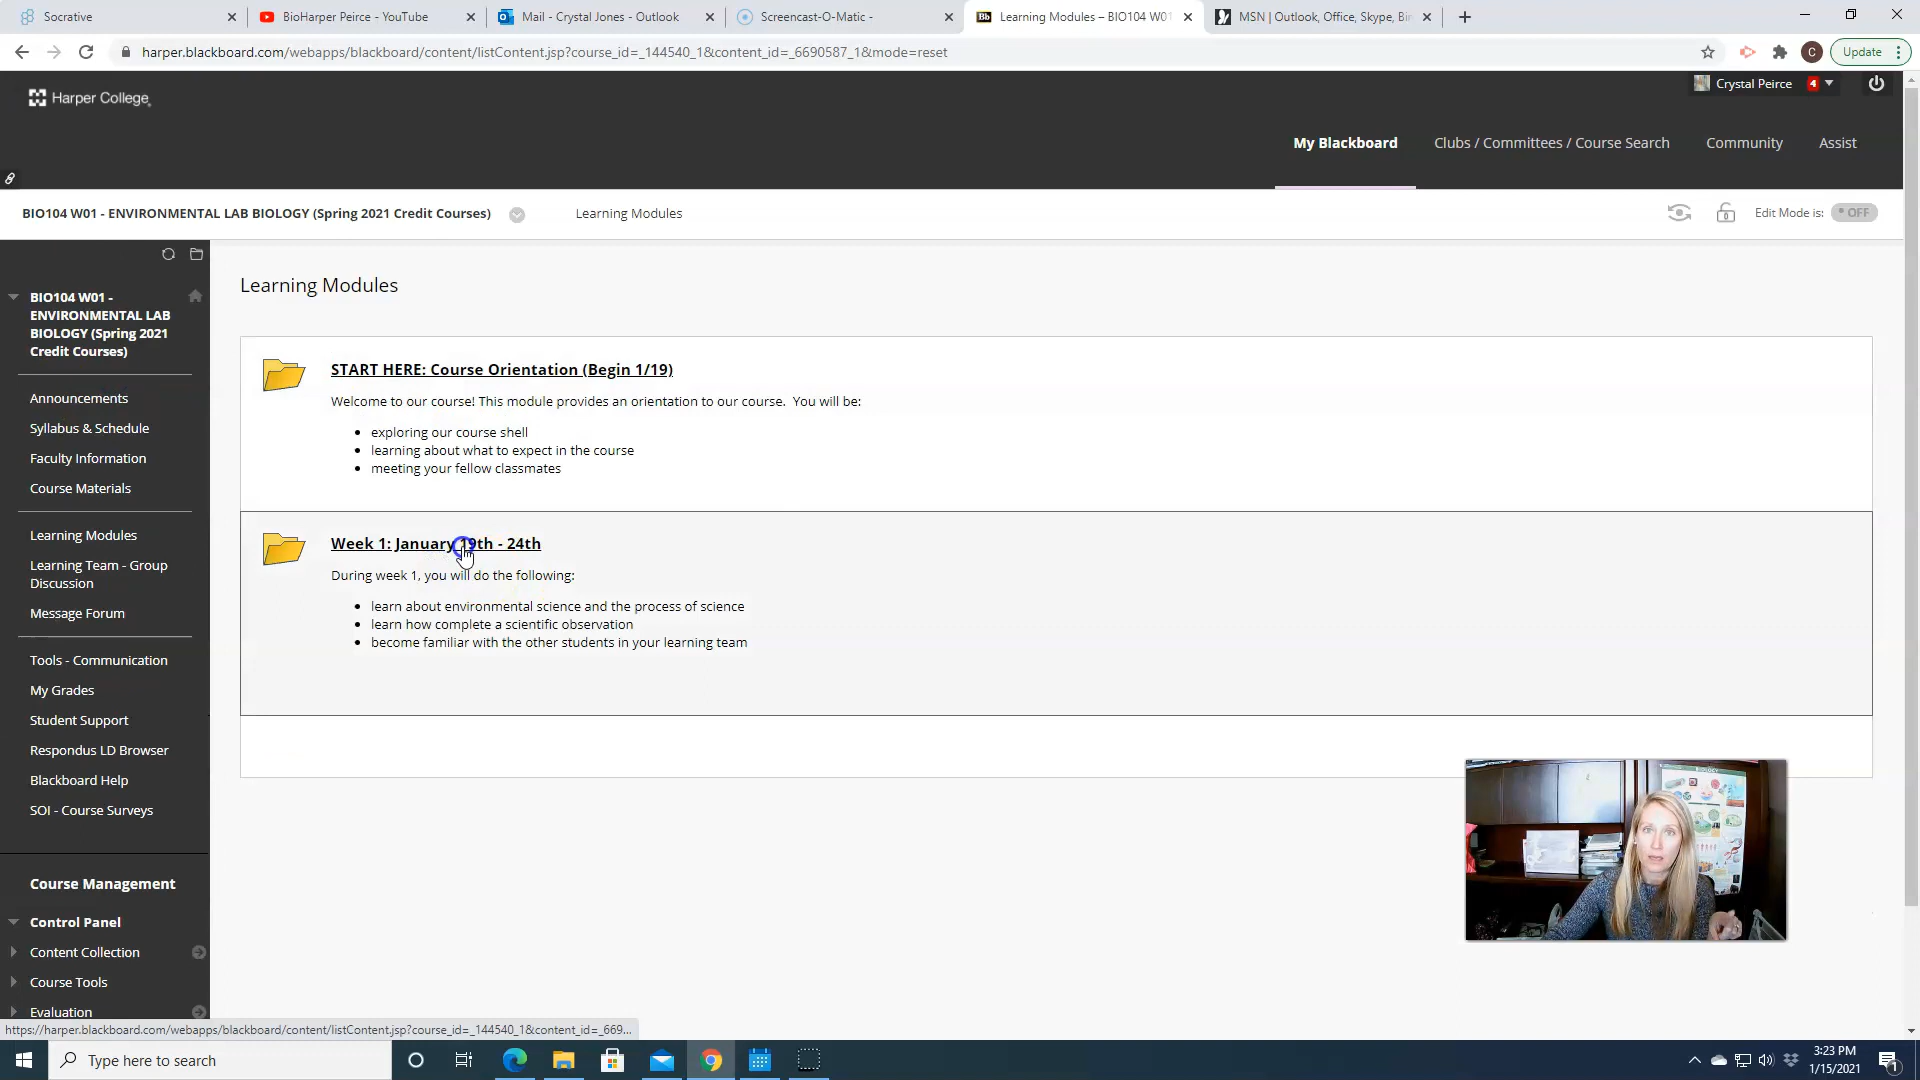 Socrative
BioHarper Peirce - YouTube
Mail - Crystal Jones - Outlook
Screencast-O-Matic -
Bb Learning Modules – BIO104 W01
MSN | Outlook, Office, Skype, Bin
harper.blackboard.com/webapps/blackboard/content/listContent.jsp?course_id=_144540_1&content_id=_6690587_1&mode=reset
C
Update
Harper College
Crystal Peirce 4
My Blackboard
Clubs / Committees / Course Search
Community
Assist
BIO104 W01 - ENVIRONMENTAL LAB BIOLOGY (Spring 2021 Credit Courses)
Learning Modules
Edit Mode is: OFF
BIO104 W01 -
ENVIRONMENTAL LAB
BIOLOGY (Spring 2021
Credit Courses)
Announcements
Syllabus & Schedule
Faculty Information
Course Materials
Learning Modules
Learning Team - Group
Discussion
Message Forum
Tools - Communication
My Grades
Student Support
Respondus LD Browser
Blackboard Help
SOI - Course Surveys
Course Management
Control Panel
Content Collection
Course Tools
Evaluation
Learning Modules
START HERE: Course Orientation (Begin 1/19)
Welcome to our course! This module provides an orientation to our course. You will be:
• exploring our course shell
• learning about what to expect in the course
• meeting your fellow classmates
Week 1: January 19th - 24th
During week 1, you will do the following:
• learn about environmental science and the process of science
• learn how complete a scientific observation
• become familiar with the other students in your learning team
https://harper.blackboard.com/webapps/blackboard/content/listContent.jsp?course_id=_144540_1&content_id=_669...
Type here to search
3:23 PM
1/15/2021
1